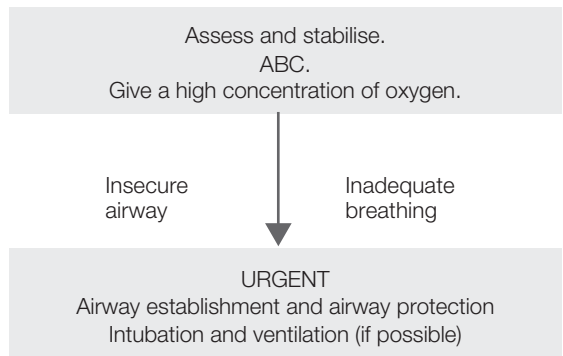 Assess and stabilise.
ABC.
Give a high concentration of oxygen.
Insecure
airway
Inadequate
breathing
URGENT
Airway establishment and airway protection
Intubation and ventilation (if possible)